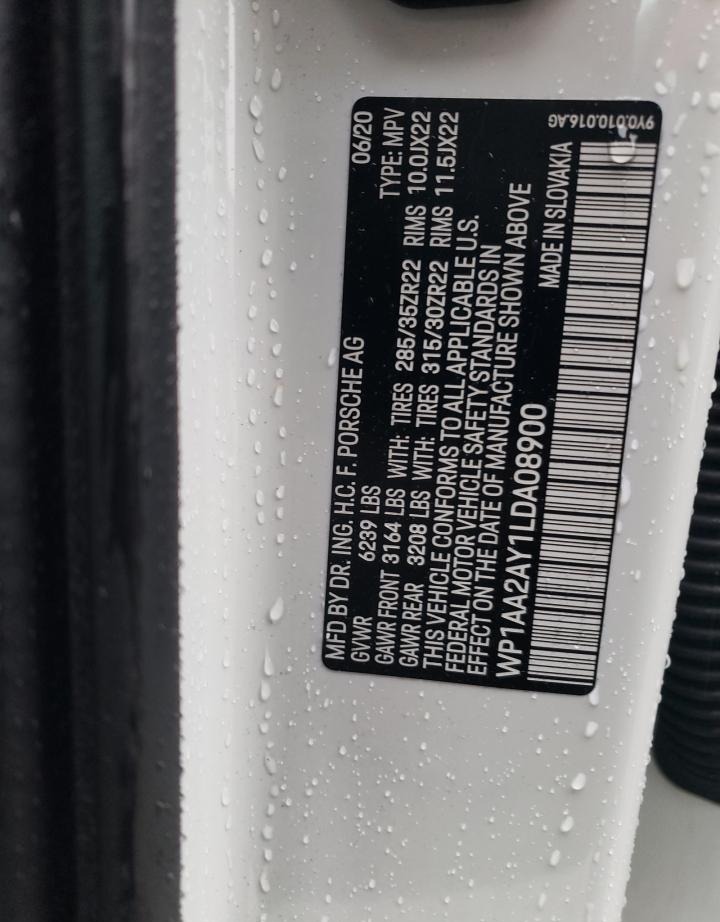 MFD BY DR. ING. H.C. F. PORSCHE AG 06/20
GVWR 6239 LBS TYPE: MPV
GAWR FRONT 3164 LBS WITH: TIRES 285/35ZR22 RIMS 10.0JX22
GAWR REAR 3208 LBS WITH: TIRES 315/30ZR22 RIMS 11.5JX22
THIS VEHICLE CONFORMS TO ALL APPLICABLE U.S.
FEDERAL MOTOR VEHICLE SAFETY STANDARDS IN
EFFECT ON THE DATE OF MANUFACTURE SHOWN ABOVE
WP1AA2AY1LDA08900 MADE IN SLOVAKIA
9Y0.010.016.AG